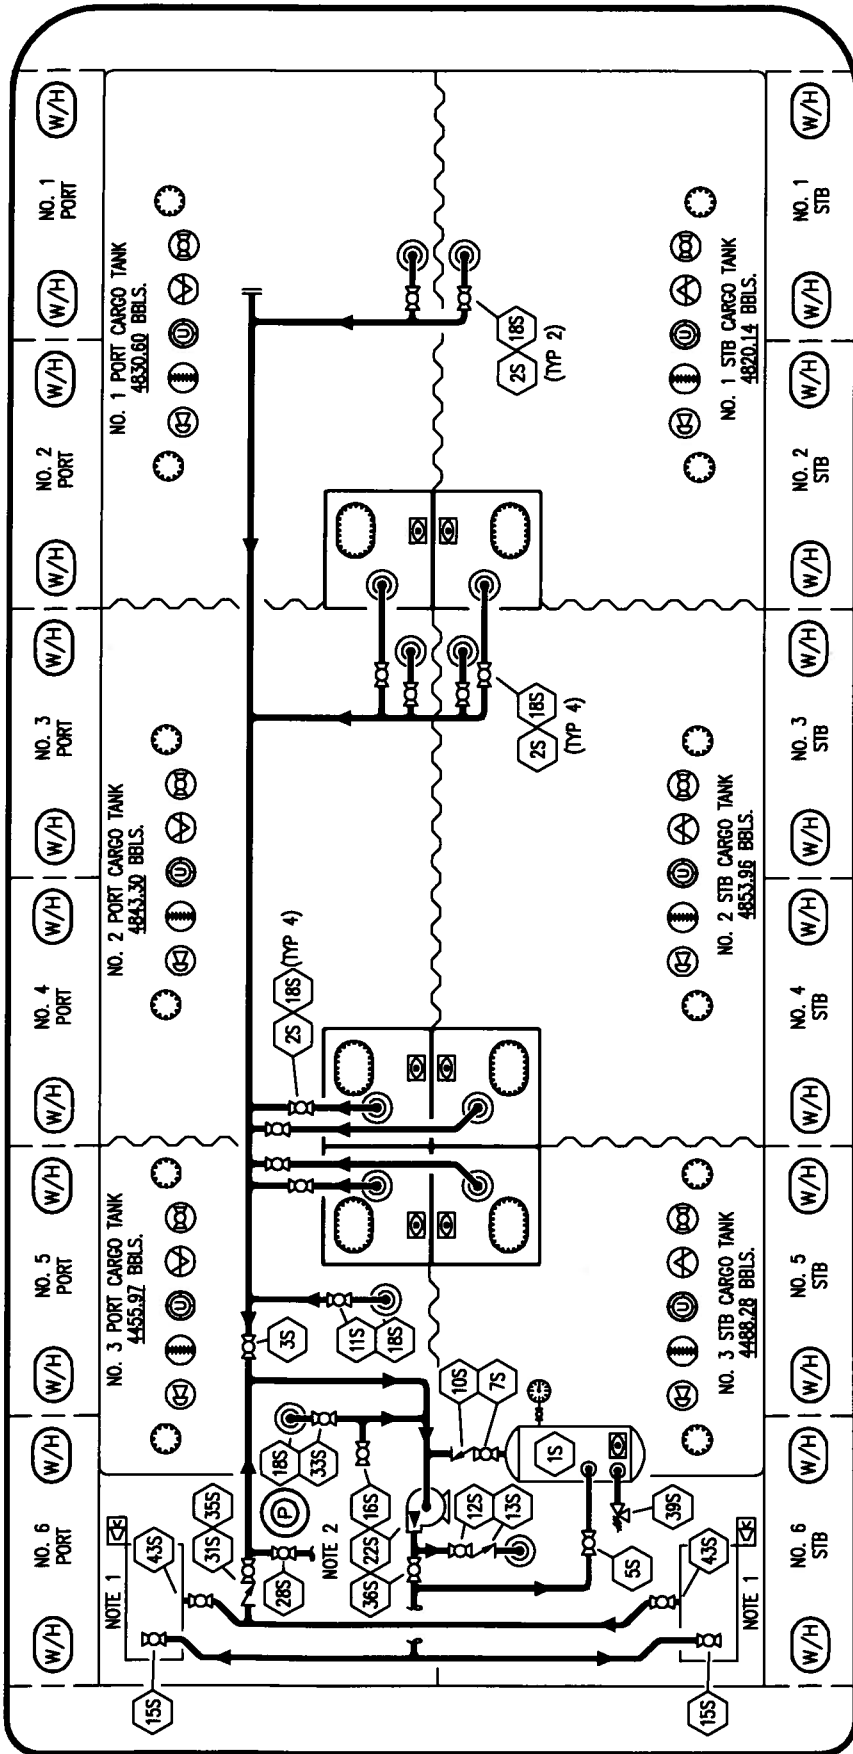 W/H
NO. 1
PORT
W/H
W/H
NO. 2
PORT
W/H
W/H
NO. 3
PORT
W/H
W/H
NO. 4
PORT
W/H
W/H
NO. 5
PORT
W/H
W/H
NO. 6
PORT
W/H
NO. 1 PORT CARGO TANK
4830.60 BBLS.
U
NO. 2 PORT CARGO TANK
4843.30 BBLS.
U
NO. 3 PORT CARGO TANK
4455.97 BBLS.
U
NOTE 1
43S
15S
35S
31S
28S
P
NOTE 2
18S
33S
16S
22S
36S
12S
13S
3S
11S
18S
10S
7S
1S
39S
5S
43S
NOTE 1
15S
2S
18S
(TYP 4)
2S
18S
(TYP 4)
2S
18S
(TYP 2)
U
NO. 1 STB CARGO TANK
4820.14 BBLS.
U
NO. 2 STB CARGO TANK
4853.96 BBLS.
U
NO. 3 STB CARGO TANK
4488.28 BBLS.
W/H
NO. 1
STB
W/H
W/H
NO. 2
STB
W/H
W/H
NO. 3
STB
W/H
W/H
NO. 4
STB
W/H
W/H
NO. 5
STB
W/H
W/H
NO. 6
STB
W/H